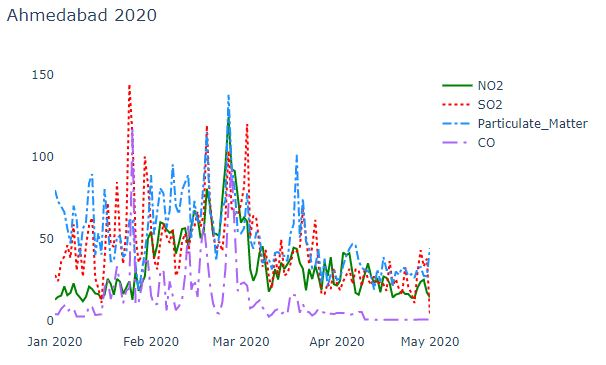 Ahmedabad 2020
150
100
50
0
Jan 2020
Feb 2020
Mar 2020
Apr 2020
May 2020
NO2
SO2
Particulate_Matter
CO